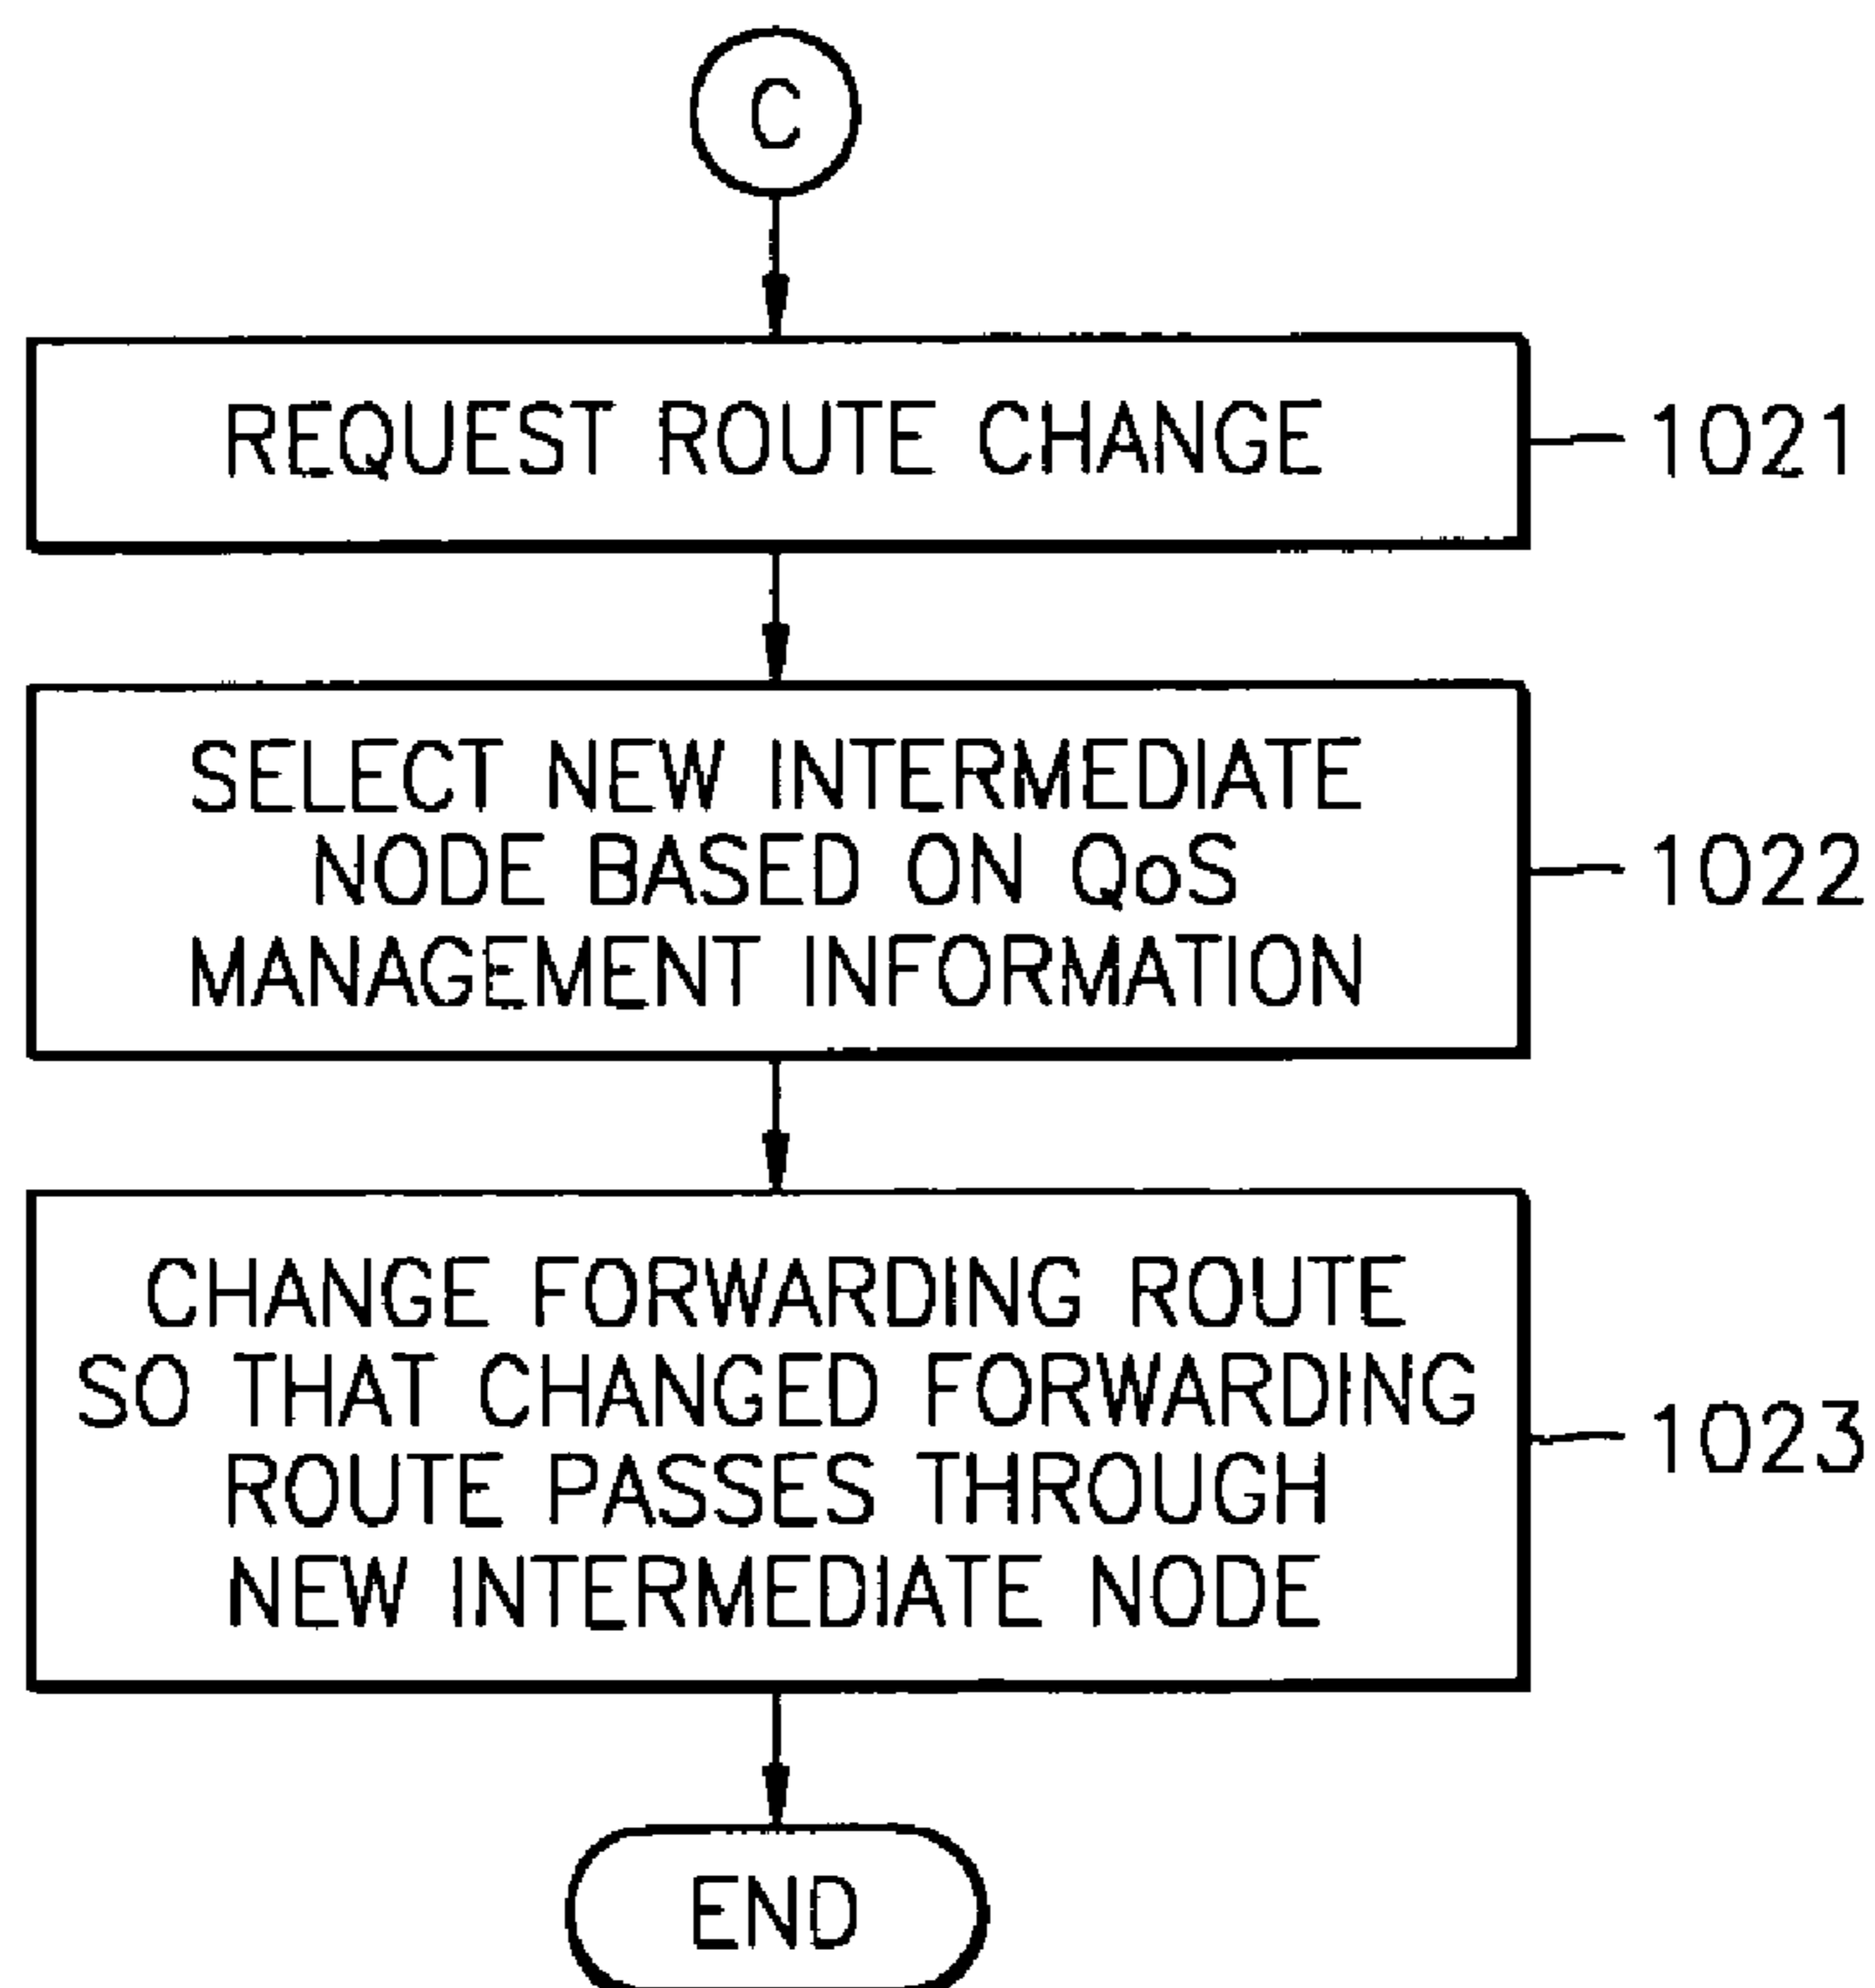 C
REQUEST ROUTE CHANGE
1021
SELECT NEW INTERMEDIATE
NODE BASED ON QoS
MANAGEMENT INFORMATION
1022
CHANGE FORWARDING ROUTE
SO THAT CHANGED FORWARDING
ROUTE PASSES THROUGH
NEW INTERMEDIATE NODE
1023
END